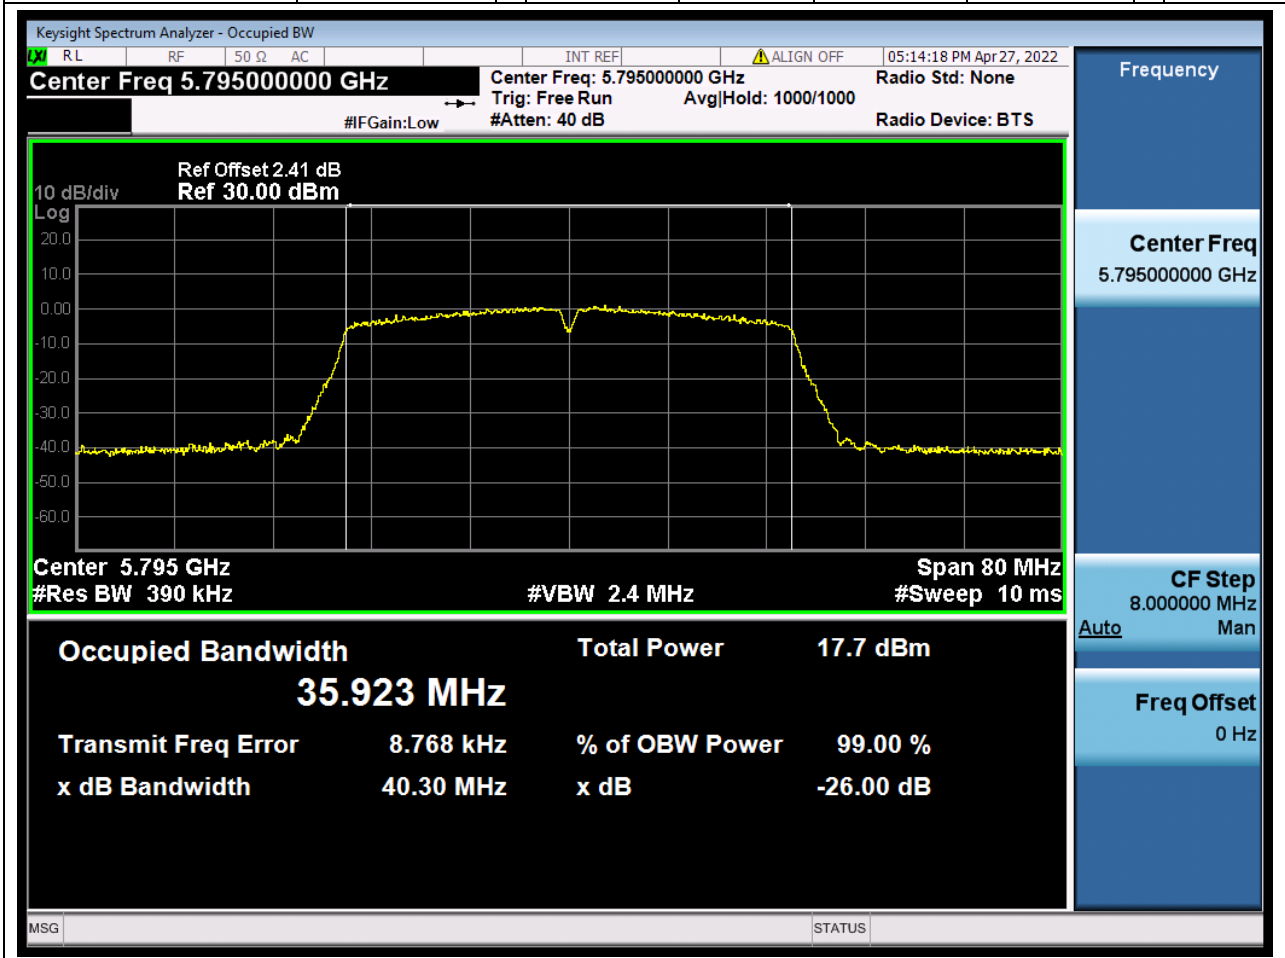 Keysight Spectrum Analyzer - Occupied BW
LXI RL RF 50 Ω AC INT REF ALIGN OFF 05:14:18 PM Apr 27, 2022
Center Freq 5.795000000 GHz
Center Freq: 5.795000000 GHz
Radio Std: None
Trig: Free Run Avg|Hold: 1000/1000
#IFGain:Low #Atten: 40 dB Radio Device: BTS
Ref Offset 2.41 dB
10 dB/div Ref 30.00 dBm
Log
20.0
10.0
0.00
-10.0
-20.0
-30.0
-40.0
-50.0
-60.0
Center 5.795 GHz Span 80 MHz
#Res BW 390 kHz #VBW 2.4 MHz #Sweep 10 ms
Occupied Bandwidth Total Power 17.7 dBm
35.923 MHz
Transmit Freq Error 8.768 kHz % of OBW Power 99.00 %
x dB Bandwidth 40.30 MHz x dB -26.00 dB
MSG STATUS
Frequency
Center Freq
5.795000000 GHz
CF Step
8.000000 MHz
Auto Man
Freq Offset
0 Hz